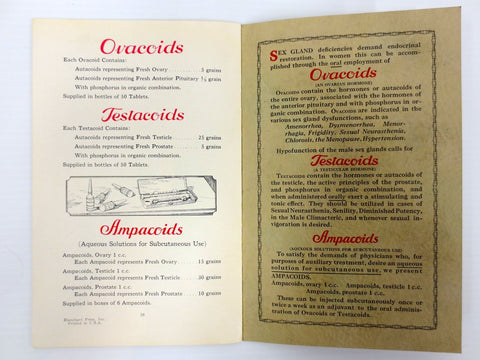 Ovacoids
Each Ovacoid Contains:
Autacoids representing Fresh Ovary . . . . . 5 grains
Autacoids representing Fresh Anterior Pituitary ¼ grain
With phosphorus in organic combination.
Supplied in bottles of 50 Tablets.
Testacoids
Each Testacoid Contains:
Autacoids representing Fresh Testicle . . . . 25 grains
Autacoids representing Fresh Prostate . . . . 5 grains
With phosphorus in organic combination.
Supplied in bottles of 50 Tablets.
Ampacoids
(Aqueous Solutions for Subcutaneous Use)
Ampacoids, Ovary 1 c.c.
Each Ampacoid represents Fresh Ovary . . . . 15 grains
Ampacoids, Testicle 1 c.c.
Each Ampacoid represents Fresh Testicle . . . 30 grains
Ampacoids, Prostate 1 c.c.
Each Ampacoid represents Fresh Prostate . . . 10 grains
Supplied in boxes of 6 Ampacoids.
Printed in U.S.A.
SEX GLAND deficiencies demand endocrinal
restoration. In women this can be accom-
plished through the oral employment of
Ovacoids
(AN OVARIAN HORMONE)
OVACOIDS contain the hormones or autacoids of
the entire ovary, associated with the hormones of
the anterior pituitary and with phosphorus in or-
ganic combination. OVACOIDS are indicated in the
various sex gland dysfunctions, such as
Amenorrhea, Dysmenorrhea, Menor-
rhagia, Frigidity, Sexual Neurasthenia,
Chlorosis, the Menopause, Hypertension.
Hypofunction of the male sex glands calls for
Testacoids
(A TESTICULAR HORMONE)
TESTACOIDS contain the hormones or autacoids of
the testicle, the active principles of the prostate,
and phosphorus in organic combination, and
when administered orally exert a stimulating and
tonic effect. They should be utilized in cases of
Sexual Neurasthenia, Senility, Diminished Potency,
in the Male Climacteric, and whenever sexual in-
vigoration is desired.
Ampacoids
(AQUEOUS SOLUTIONS FOR SUBCUTANEOUS USE)
To satisfy the demands of physicians who, for
purposes of auxiliary treatment, desire an aqueous
solution for subcutaneous use, we present
AMPACOIDS.
Ampacoids, ovary 1 c.c. Ampacoids, testicle 1 c.c.
Ampacoids, prostate 1 c.c.
These can be injected subcutaneously once or
twice a week as an adjuvant to the oral adminis-
tration of the products.